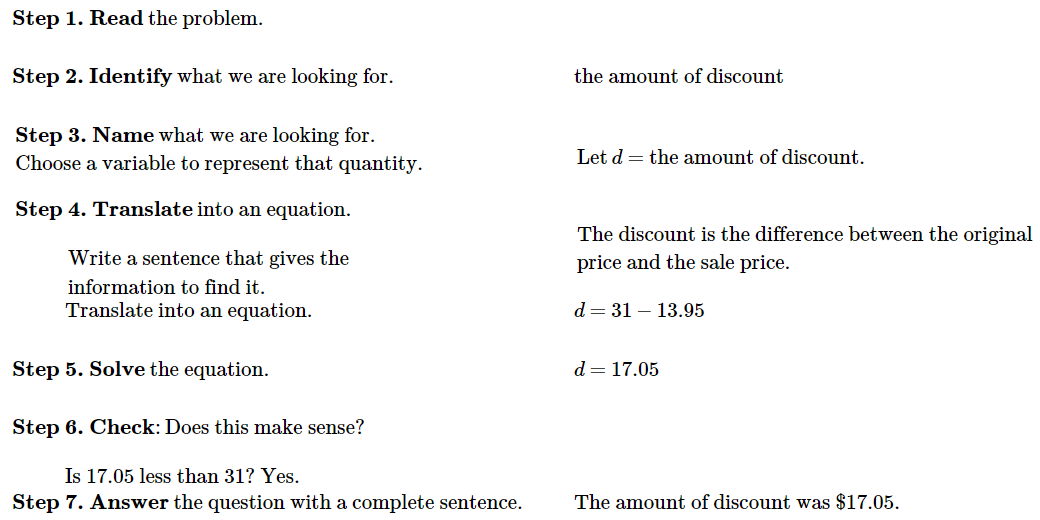 Step 1. Read the problem.
Step 2. Identify what we are looking for.
the amount of discount
Step 3. Name what we are looking for.
Choose a variable to represent that quantity.
Let d = the amount of discount.
Step 4. Translate into an equation.
Write a sentence that gives the
information to find it.
The discount is the difference between the original
price and the sale price.
Translate into an equation.
d = 31 – 13.95
Step 5. Solve the equation.
d = 17.05
Step 6. Check: Does this make sense?
Is 17.05 less than 31? Yes.
Step 7. Answer the question with a complete sentence.
The amount of discount was $17.05.